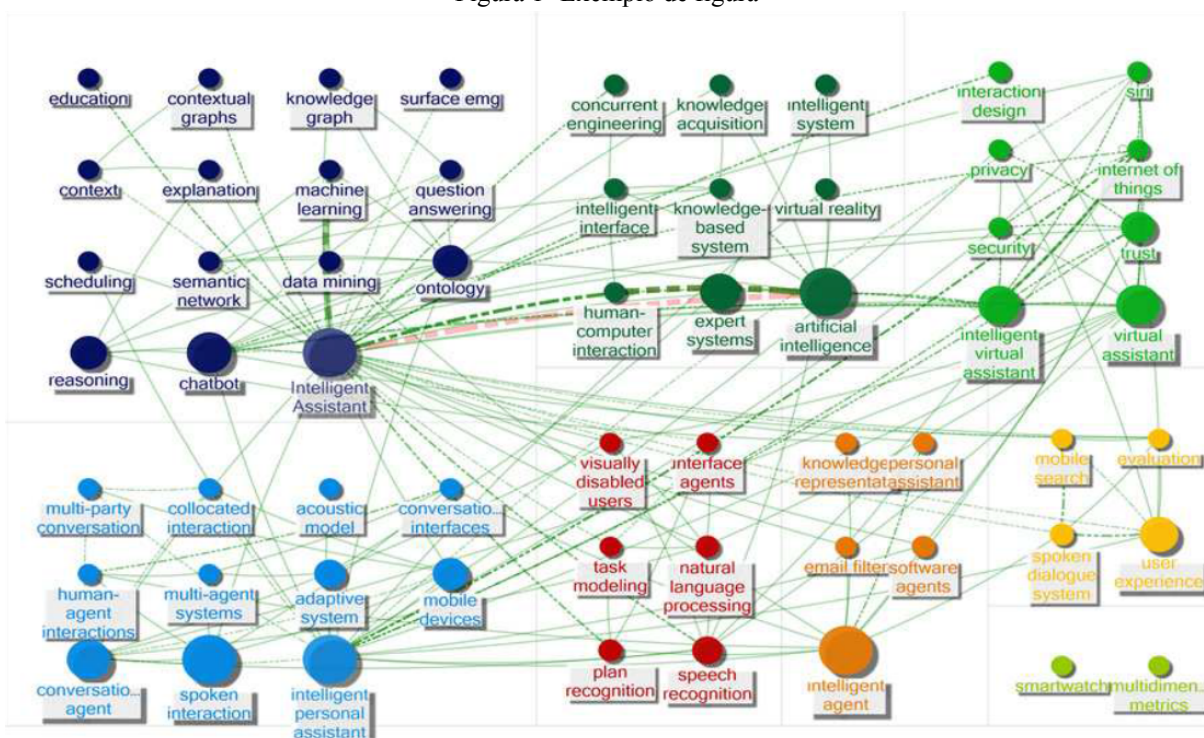 Figura 1- Exemplo de figura
education
contextual
graphs
knowledge
graph
surface emg
context
explanation
machine
learning
question
answering
scheduling
semantic
network
data mining
ontology
reasoning
chatbot
Intelligent
Assistant
concurrent
engineering
knowledge
acquisition
intelligent
system
intelligent
interface
knowledge-
based
system
virtual reality
human-
computer
interaction
expert
systems
artificial
intelligence
interaction
design
siri
privacy
internet of
things
security
trust
intelligent
virtual
assistant
virtual
assistant
multi-party
conversation
collocated
interaction
acoustic
model
conversatio...
interfaces
human-
agent
interactions
multi-agent
systems
adaptive
system
mobile
devices
conversatio...
agent
spoken
interaction
intelligent
personal
assistant
visually
disabled
users
interface
agents
task
modeling
natural
language
processing
plan
recognition
speech
recognition
knowledge
representat
personal
assistant
email filter
software
agents
intelligent
agent
mobile
search
evaluation
spoken
dialogue
system
user
experience
smartwatch
multidimen...
metrics